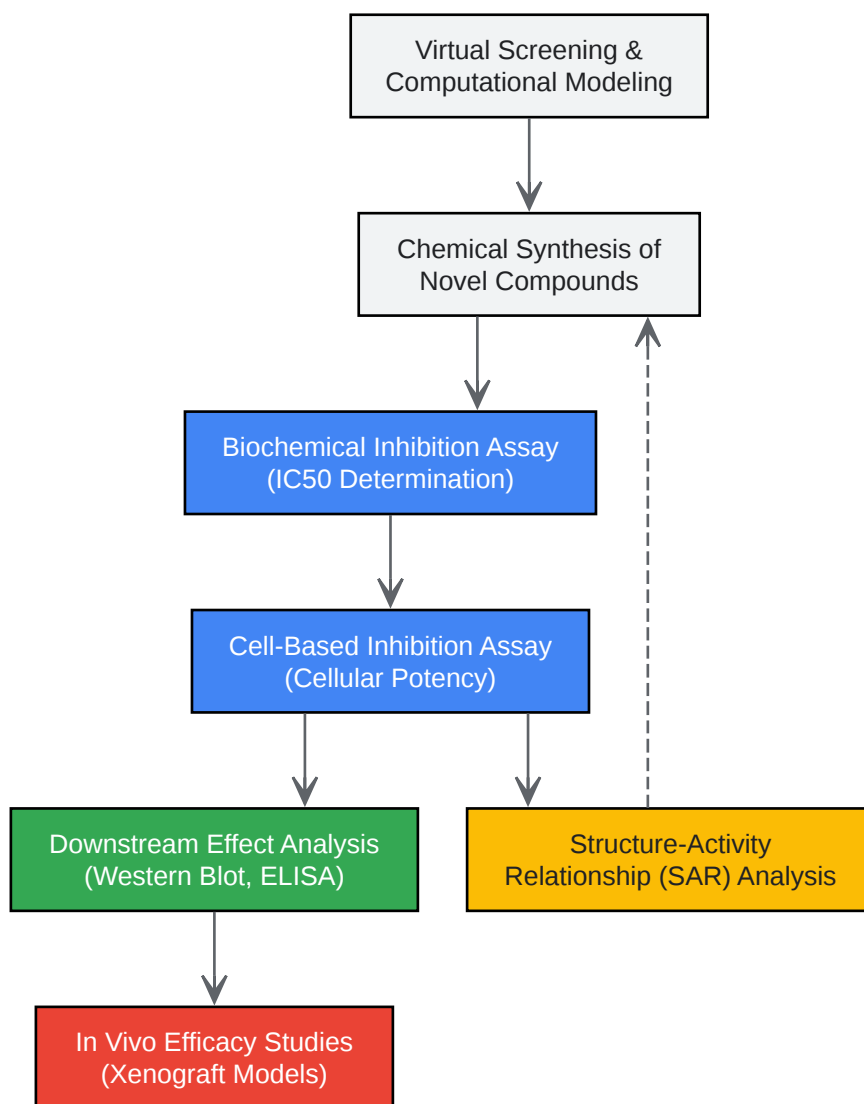 Virtual Screening &
Computational Modeling
Chemical Synthesis of
Novel Compounds
Biochemical Inhibition Assay
(IC50 Determination)
Cell-Based Inhibition Assay
(Cellular Potency)
Downstream Effect Analysis
(Western Blot, ELISA)
Structure-Activity
Relationship (SAR) Analysis
In Vivo Efficacy Studies
(Xenograft Models)